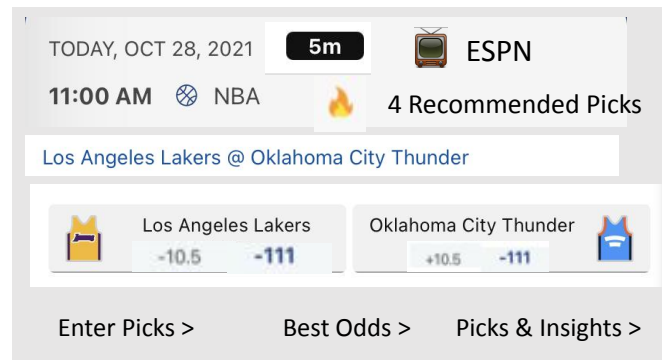 TODAY, OCT 28, 2021 5m ESPN
11:00 AM NBA 4 Recommended Picks
Los Angeles Lakers @ Oklahoma City Thunder
Los Angeles Lakers Oklahoma City Thunder
-10.5 -111 +10.5 -111
Enter Picks > Best Odds > Picks & Insights >